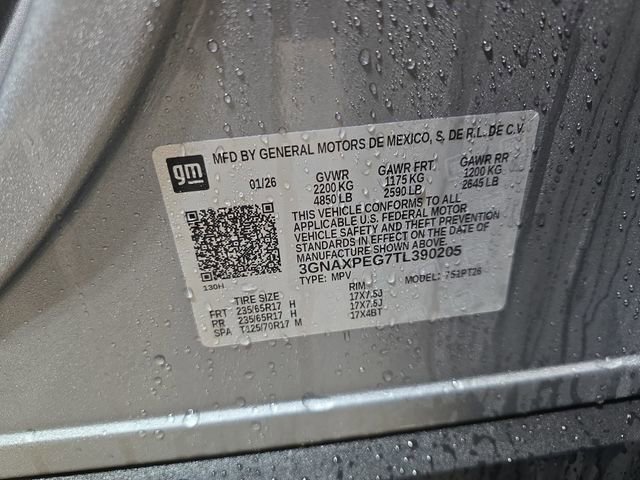 gm
MFD BY GENERAL MOTORS DE MEXICO, S. DE R.L. DE C.V.
01/26 GVWR GAWR FRT GAWR RR
2200 KG 1175 KG 1200 KG
4850 LB 2590 LB 2645 LB
THIS VEHICLE CONFORMS TO ALL
APPLICABLE U.S. FEDERAL MOTOR
VEHICLE SAFETY AND THEFT PREVENTION
STANDARDS IN EFFECT ON THE DATE OF
MANUFACTURE SHOWN ABOVE.
3GNAXPEG7TL390205
TYPE: MPV MODEL: 7S1PT26
130H
TIRE SIZE RIM
FRT 235/65R17 H 17X7.5J
RR 235/65R17 H 17X7.5J
SPA T125/70R17 M 17X4BT